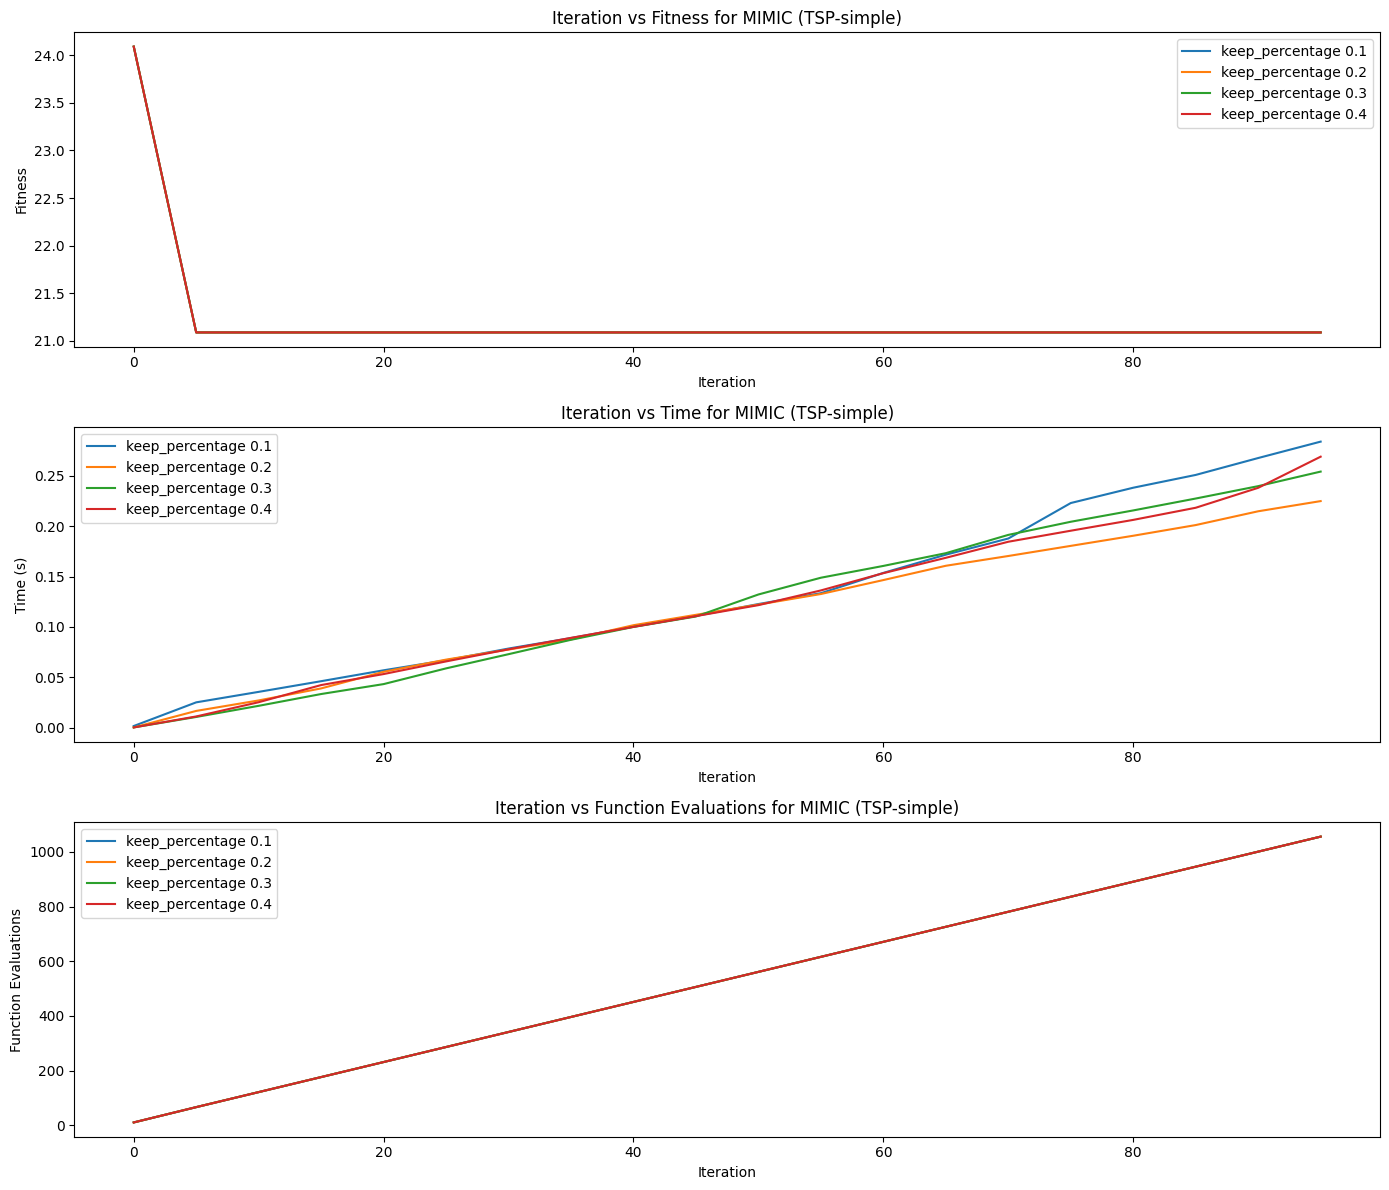 Iteration vs Fitness for MIMIC (TSP-simple)
24.0
23.5
23.0
22.5
22.0
21.5
21.0
Fitness
keep_percentage 0.1
keep_percentage 0.2
keep_percentage 0.3
keep_percentage 0.4
0 20 40 60 80
Iteration
Iteration vs Time for MIMIC (TSP-simple)
keep_percentage 0.1
keep_percentage 0.2
keep_percentage 0.3
keep_percentage 0.4
0.25
0.20
0.15
0.10
0.05
0.00
Time (s)
0 20 40 60 80
Iteration
Iteration vs Function Evaluations for MIMIC (TSP-simple)
keep_percentage 0.1
keep_percentage 0.2
keep_percentage 0.3
keep_percentage 0.4
1000
800
600
400
200
0
Function Evaluations
0 20 40 60 80
Iteration